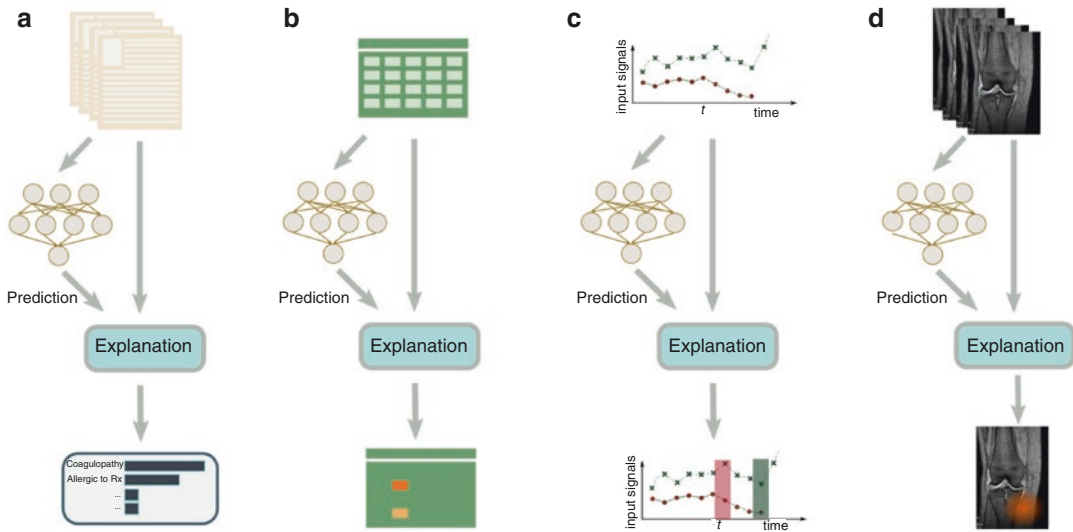 a
b
c
d
input signals
t
time
Prediction
Prediction
Prediction
Prediction
Explanation
Explanation
Explanation
Explanation
Coagulopathy
Allergic to Rx
...
...
input signals
t
time